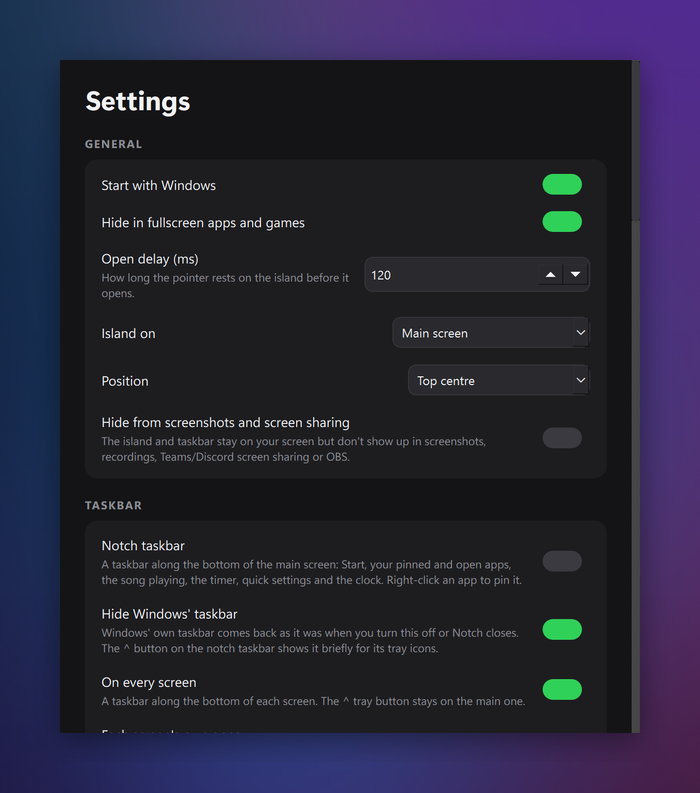 Settings
GENERAL
Start with Windows
Hide in fullscreen apps and games
Open delay (ms)
How long the pointer rests on the island before it
opens.
120
Island on
Main screen
Position
Top centre
Hide from screenshots and screen sharing
The island and taskbar stay on your screen but don't show up in screenshots,
recordings, Teams/Discord screen sharing or OBS.
TASKBAR
Notch taskbar
A taskbar along the bottom of the main screen: Start, your pinned and open apps,
the song playing, the timer, quick settings and the clock. Right-click an app to pin it.
Hide Windows' taskbar
Windows' own taskbar comes back as it was when you turn this off or Notch closes.
The ^ button on the notch taskbar shows it briefly for its tray icons.
On every screen
A taskbar along the bottom of each screen. The ^ tray button stays on the main one.